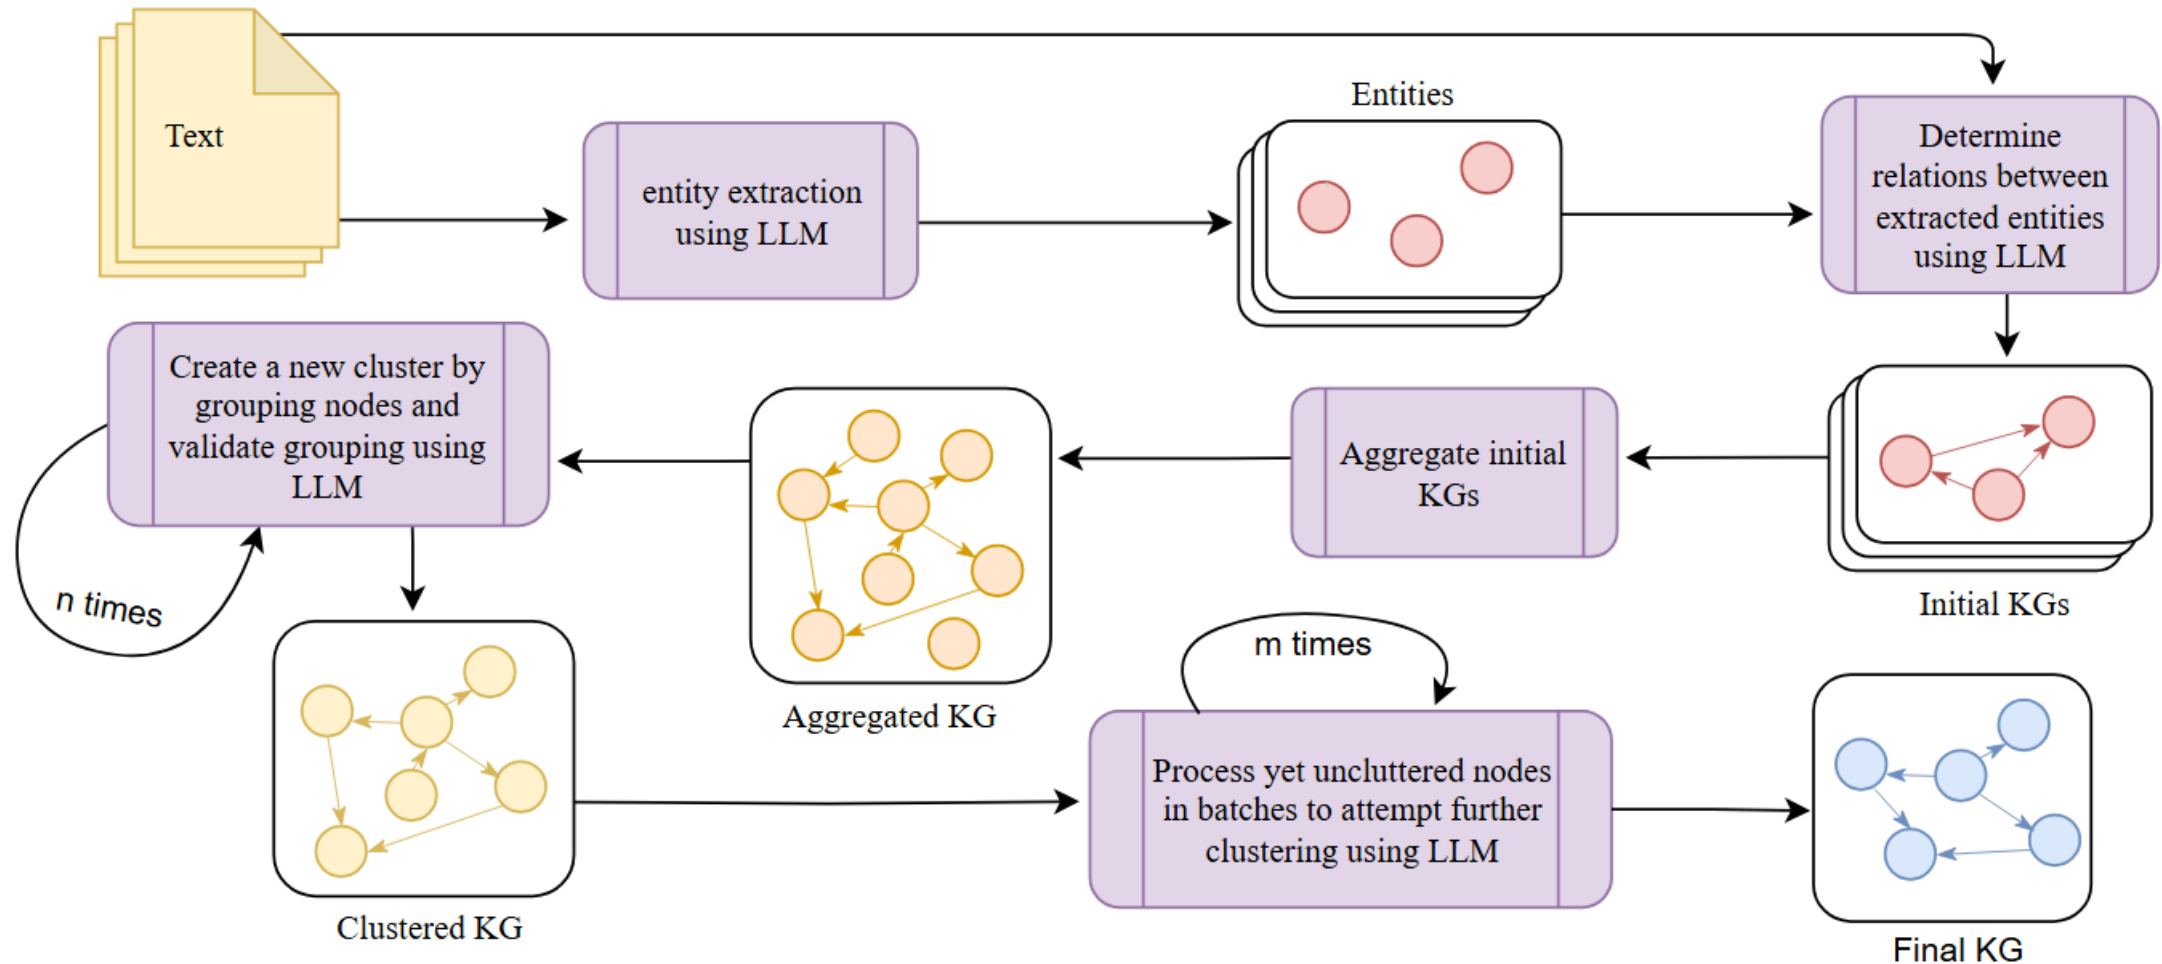 Text
entity extraction
using LLM
Entities
Determine
relations between
extracted entities
using LLM
Initial KGs
Aggregate initial
KGs
Aggregated KG
Create a new cluster by
grouping nodes and
validate grouping using
LLM
n times
Clustered KG
m times
Process yet uncluttered nodes
in batches to attempt further
clustering using LLM
Final KG